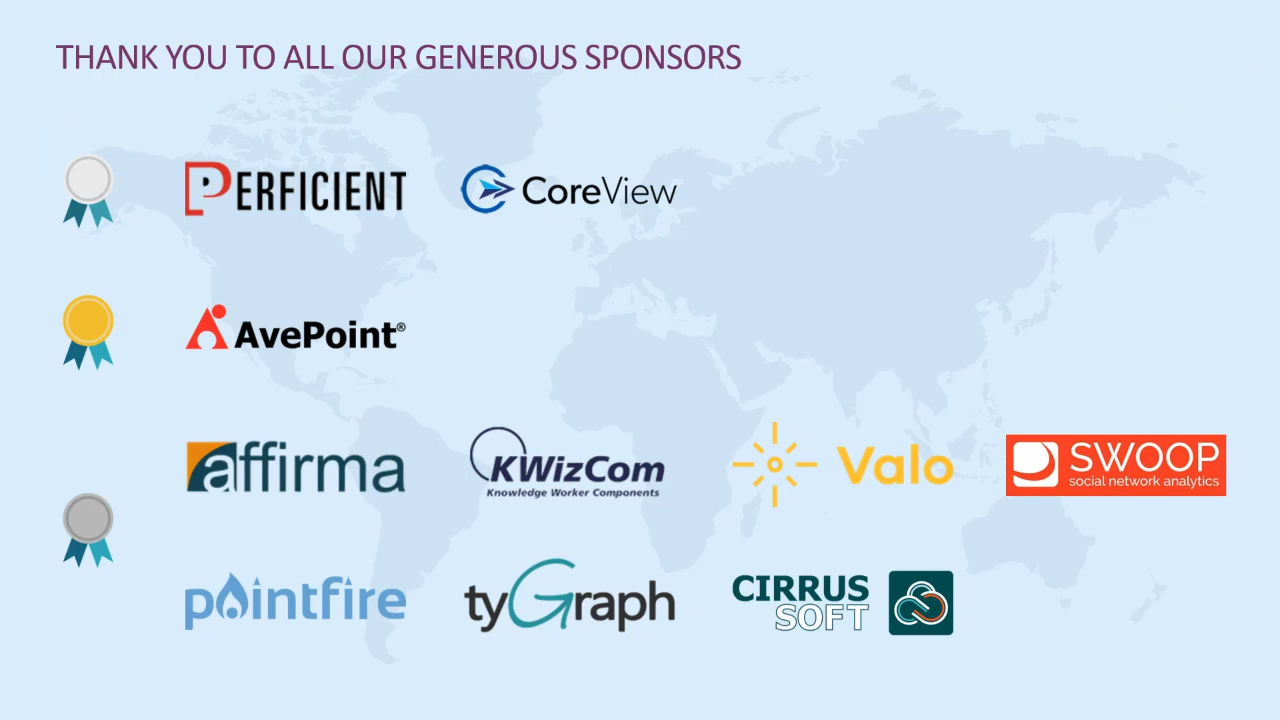 THANK YOU TO ALL OUR GENEROUS SPONSORS
PERFICIENT
CoreView
AvePoint®
affirma
KWizCom
Knowledge Worker Components
Valo
SWOOP
social network analytics
pointfire
tyGraph
CIRRUS
SOFT